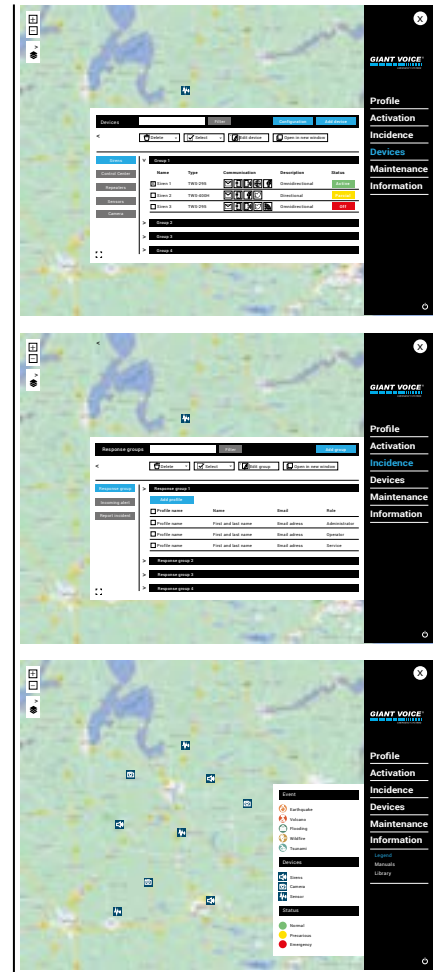 X
GIANT VOICE
Profile
Activation
Incidence
Devices
Maintenance
Information
Devices
Filter
Configuration
Add device
Delete
Select
Edit device
Open in new window
Sirens
Control Center
Repeaters
Sensors
Camera
Group 1
Name Type Communication Description Status
Siren 1 TWS-295 Omnidirectional Active
Siren 2 Directional
Siren 3 TWS-295 Omnidirectional Off
Group 2
Group 3
Group 4
X
GIANT VOICE
Profile
Activation
Incidence
Devices
Maintenance
Information
Response groups
Filter
Add group
Delete
Select
Edit group
Open in new window
Response group
Incoming alert
Report incident
Response group 1
Add profile
Profile name Name Email Role
Profile name First and last name Email adress Administrator
Profile name First and last name Email adress Operator
Profile name First and last name Email adress Service
Response group 2
Response group 3
Response group 4
X
GIANT VOICE
Profile
Activation
Incidence
Devices
Maintenance
Information
Legend
Manuals
Library
Event
Earthquake
Volcano
Flooding
Wildfire
Tsunami
Devices
Sirens
Camera
Sensor
Status
Normal
Precarious
Emergency